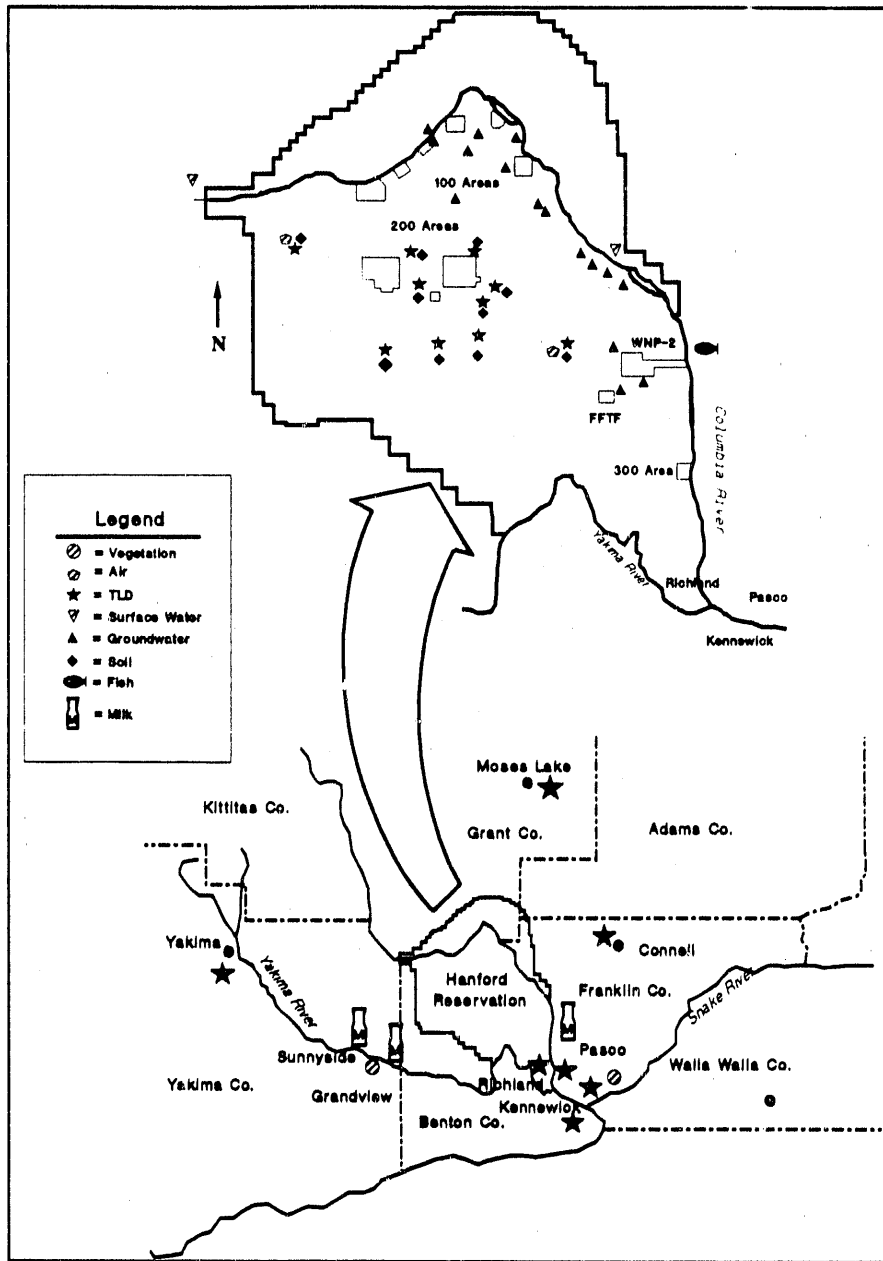 100 Areas
200 Areas
N
WNP-2
FFTF
Columbia River
300 Area
Yakima River
Richland
Pasco
Kennewick
Legend
= Vegetation
= Air
= TLD
= Surface Water
= Groundwater
= Soil
= Fish
M = Milk
Moses Lake
Kittitas Co.
Grant Co.
Adams Co.
Yakima
Connell
Yakima River
Hanford
Reservation
Franklin Co.
Snake River
M
M
M
Sunnyside
Pasco
Walla Walla Co.
Yakima Co.
Grandview
Richland
Kennewick
Benton Co.